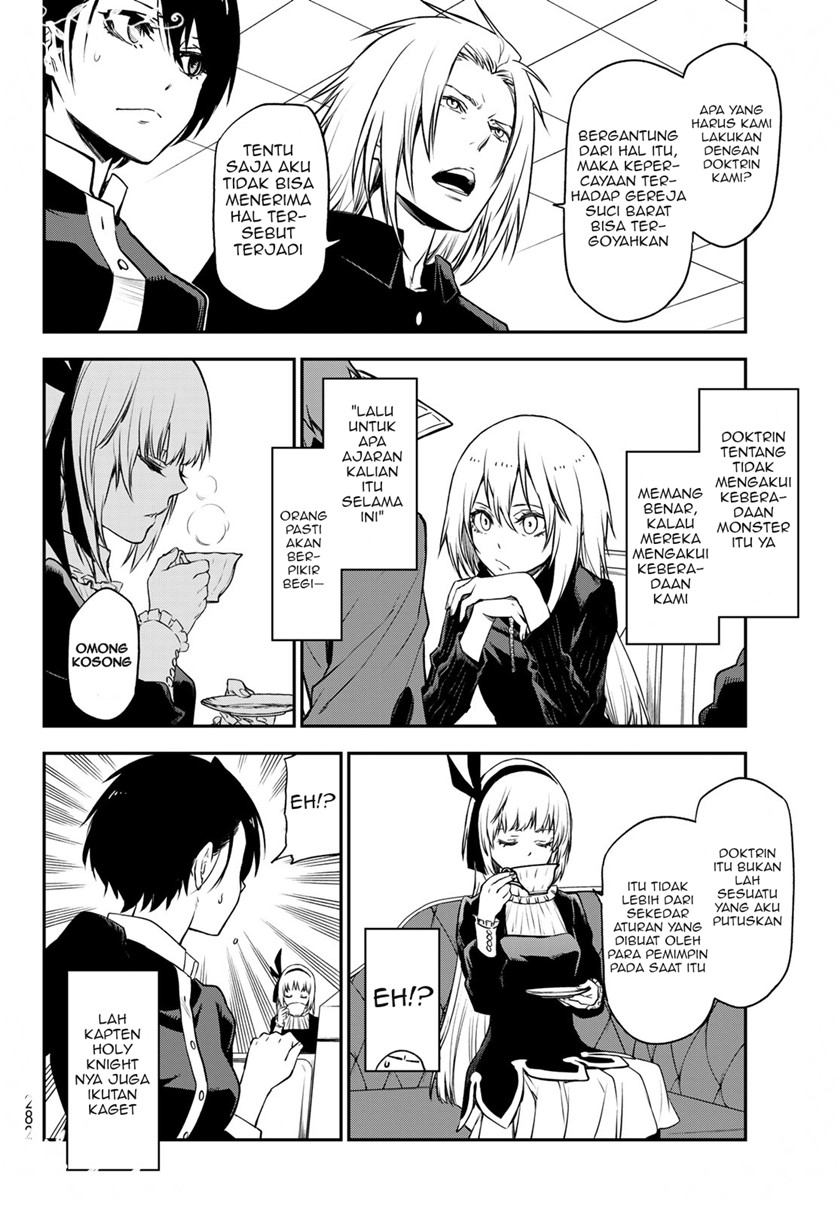 APA YANG
HARUS KAMI
LAKUKAN
DENGAN
DOKTRIN
KAMI?
BERGANTUNG
DARI HAL ITU,
MAKA KEPER-
CAYAAN TER-
HADAP GEREJA
SUCI BARAT
BISA TER-
GOYAHKAN
TENTU
SAJA AKU
TIDAK BISA
MENERIMA
HAL TER-
SEBUT
TERJADI
DOKTRIN
TENTANG
TIDAK
MENGAKUI
KEBERA-
DAAN
MONSTER
ITU YA
MEMANG
BENAR,
KALAU
MEREKA
MENGAKUI
KEBERA-
DAAN
KAMI
"LALU
UNTUK
APA
AJARAN
KALIAN
ITU
SELAMA
INI"
ORANG
PASTI
AKAN
BER-
PIKIR
BEGI—
OMONG
KOSONG
DOKTRIN
ITU BUKAN
LAH
SESUATU
YANG AKU
PUTUSKAN
ITU TIDAK
LEBIH DARI
SEKEDAR
ATURAN YANG
DIBUAT OLEH
PARA PEMIMPIN
PADA SAAT ITU
EH!?
EH!?
LAH
KAPTEN
HOLY
KNIGHT
NYA JUGA
IKUTAN
KAGET